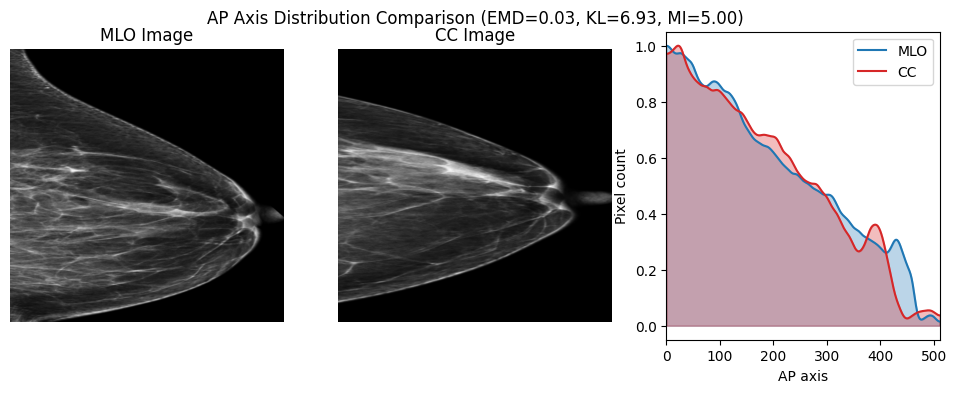 AP Axis Distribution Comparison (EMD=0.03, KL=6.93, MI=5.00)
MLO Image
CC Image
MLO
CC
Pixel count
1.0
0.8
0.6
0.4
0.2
0.0
0 100 200 300 400 500
AP axis